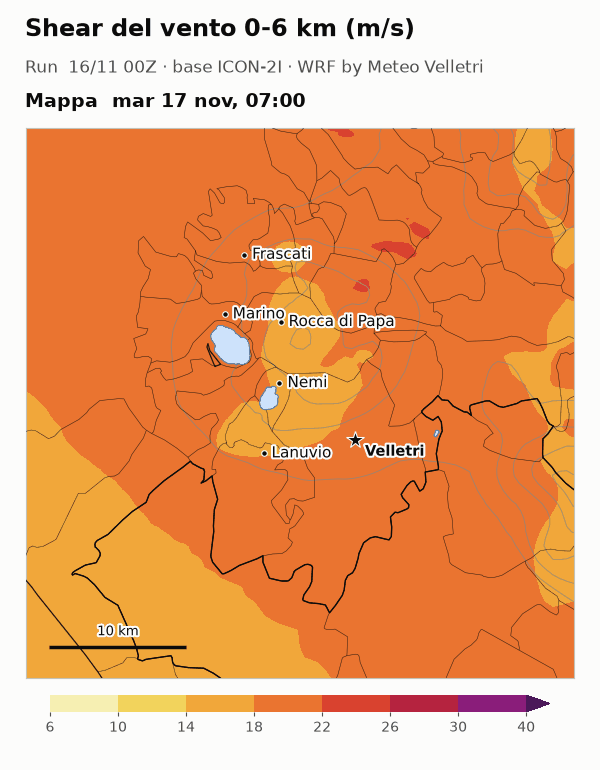 Shear del vento 0-6 km (m/s)
Run  16/11 00Z · base ICON-2I · WRF by Meteo Velletri
Mappa  mar 17 nov, 07:00
Frascati
Marino
Rocca di Papa
Nemi
Velletri
Lanuvio
10 km
6 10 14 18 22 26 30 40